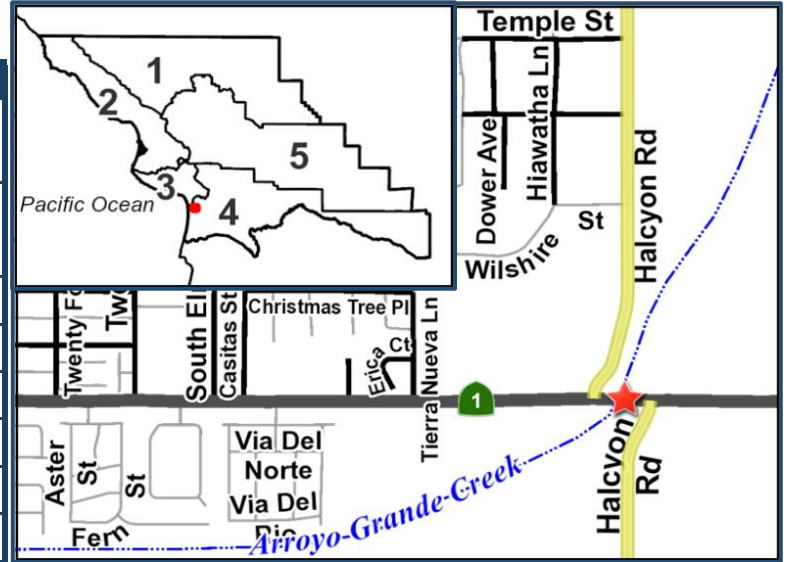 1
2
5
3
Pacific Ocean
4
Temple St
Hiawatha Ln
Dower Ave
Halcyon Rd
St
Wilshire
Twenty
South El
Casitas St
Christmas Tree Pl
Erica
Ct
Tierra Nueva Ln
1
Aster
St
St
Fern
Via Del
Norte
Via Del
Rio
Arroyo-Grande-Creek
Halcyon
Rd